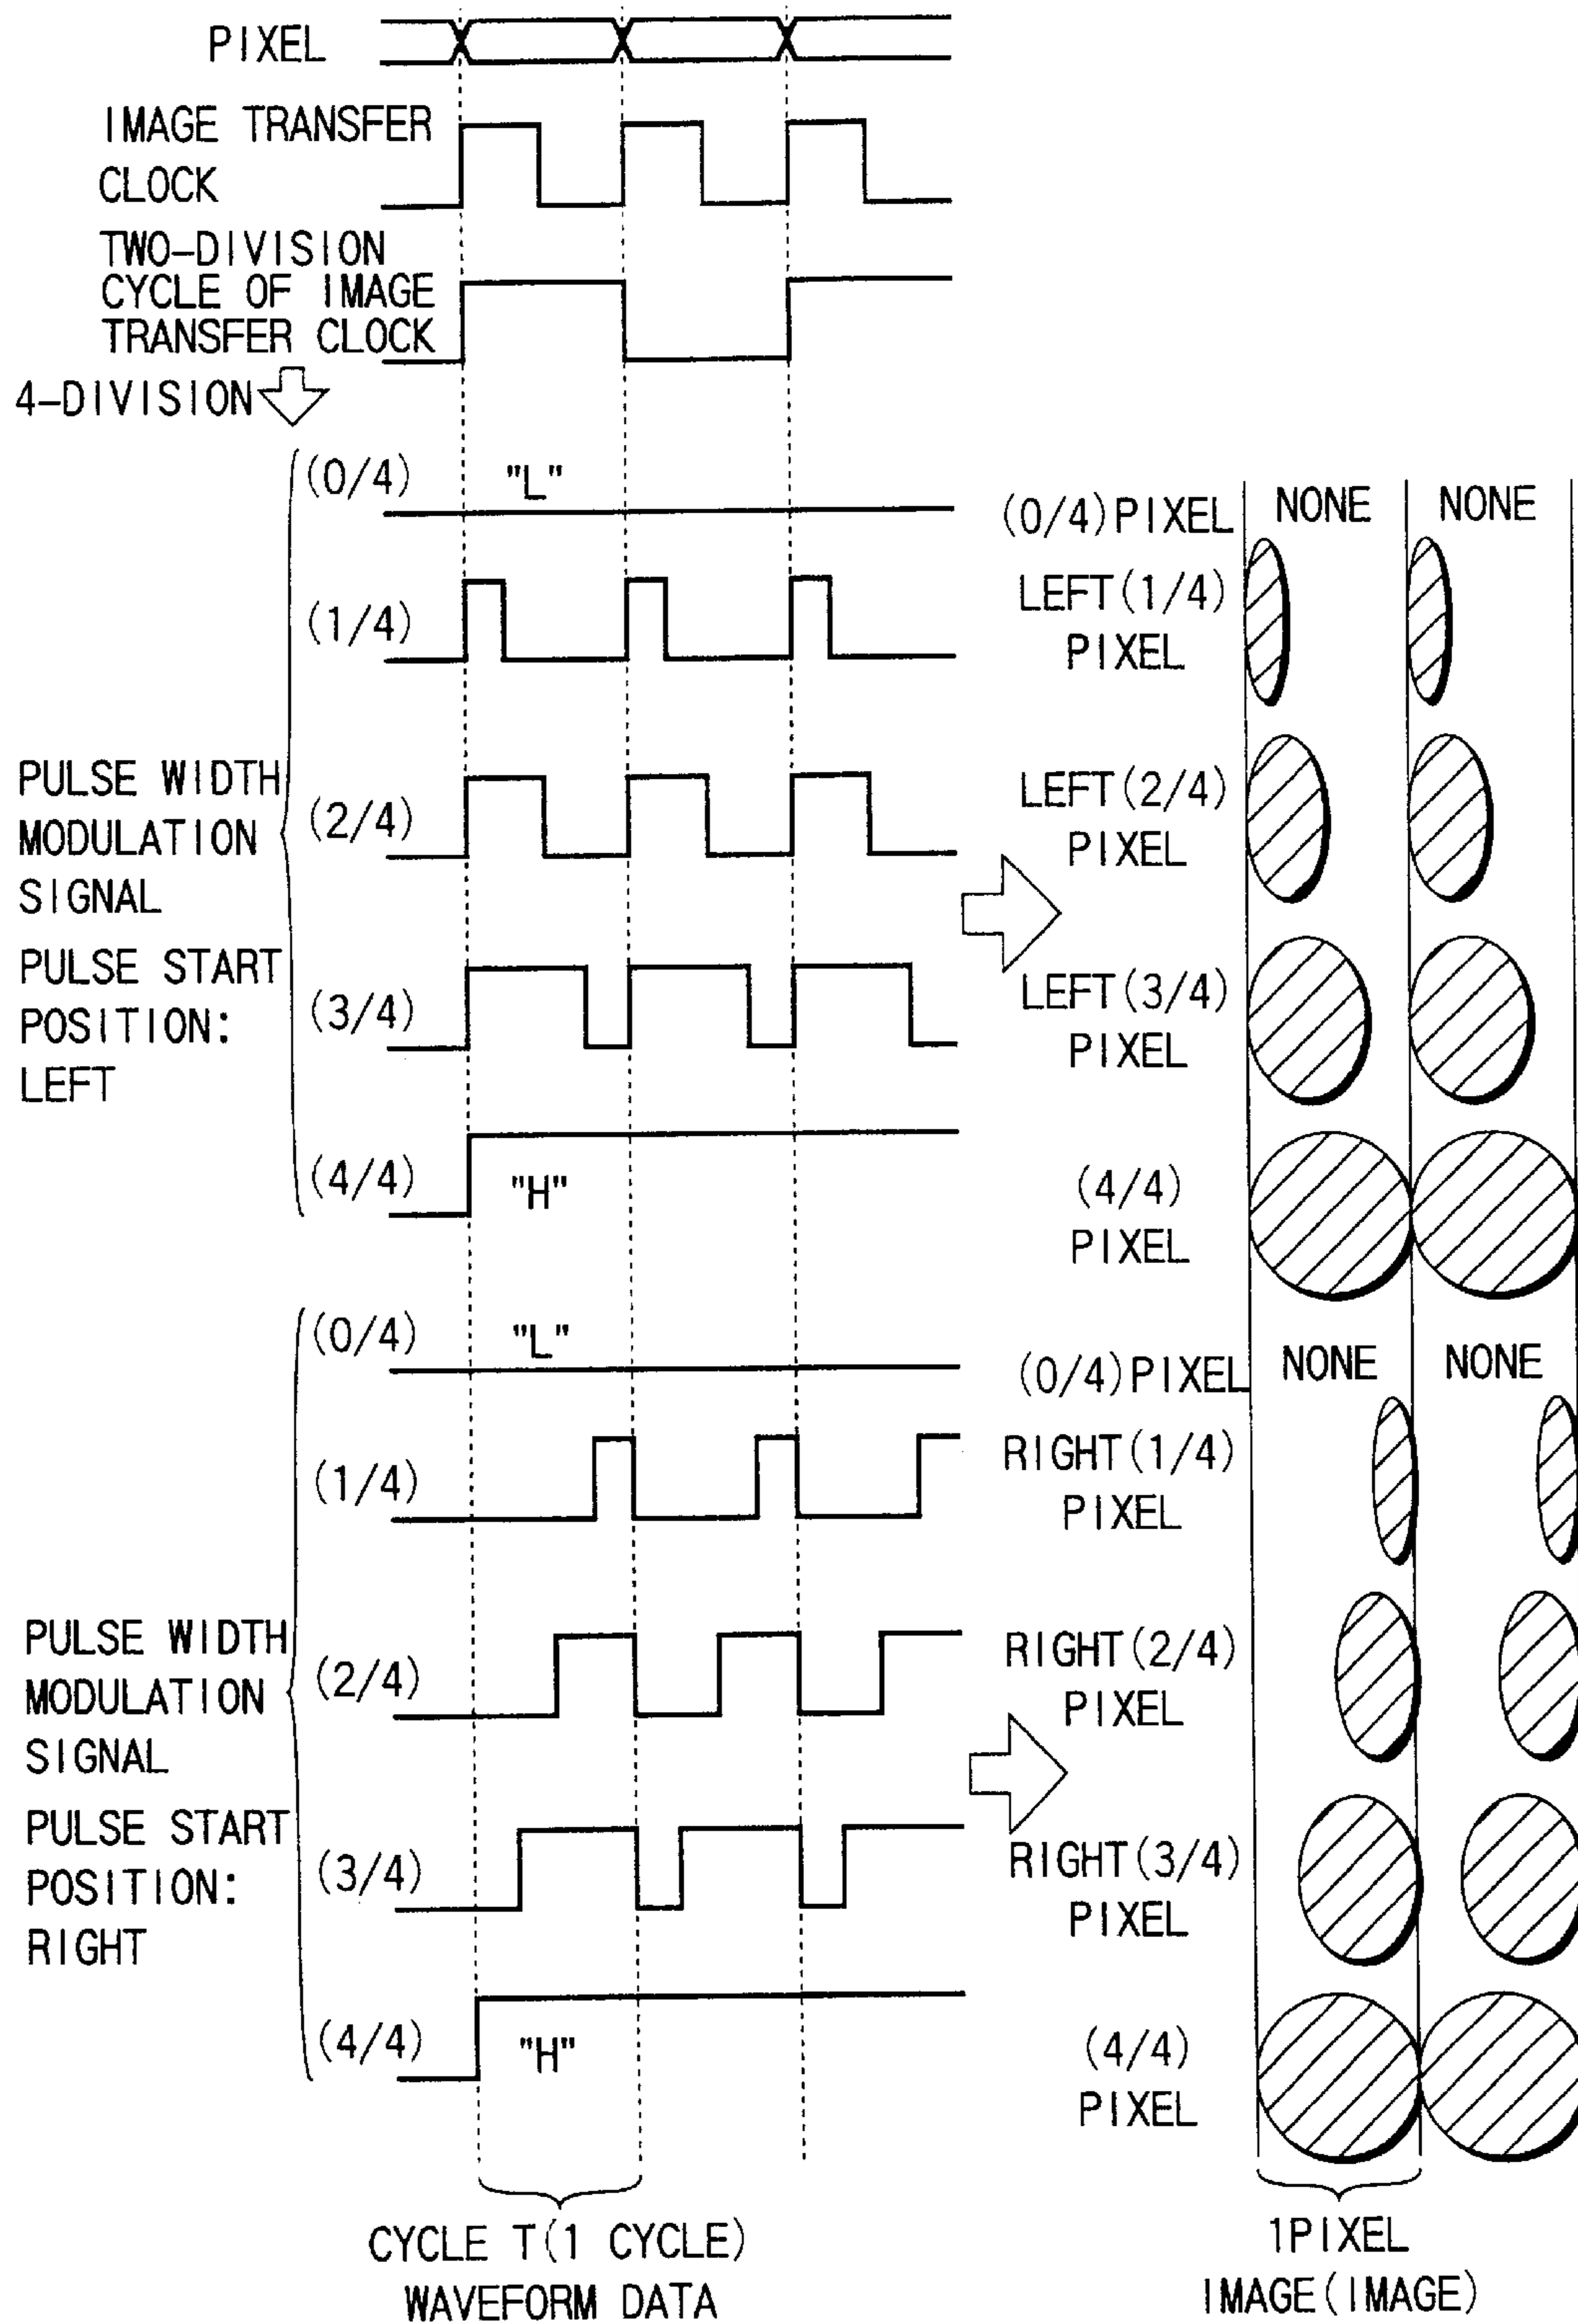 PIXEL
IMAGE TRANSFER
CLOCK
TWO-DIVISION
CYCLE OF IMAGE
TRANSFER CLOCK
4-DIVISION
PULSE WIDTH
MODULATION
SIGNAL
PULSE START
POSITION:
LEFT
(0/4) "L"
(1/4)
(2/4)
(3/4)
(4/4) "H"
(0/4)PIXEL NONE NONE
LEFT(1/4)
PIXEL
LEFT(2/4)
PIXEL
LEFT(3/4)
PIXEL
(4/4)
PIXEL
PULSE WIDTH
MODULATION
SIGNAL
PULSE START
POSITION:
RIGHT
(0/4) "L"
(1/4)
(2/4)
(3/4)
(4/4) "H"
(0/4)PIXEL NONE NONE
RIGHT(1/4)
PIXEL
RIGHT(2/4)
PIXEL
RIGHT(3/4)
PIXEL
(4/4)
PIXEL
CYCLE T(1 CYCLE)
WAVEFORM DATA
1PIXEL
IMAGE(IMAGE)